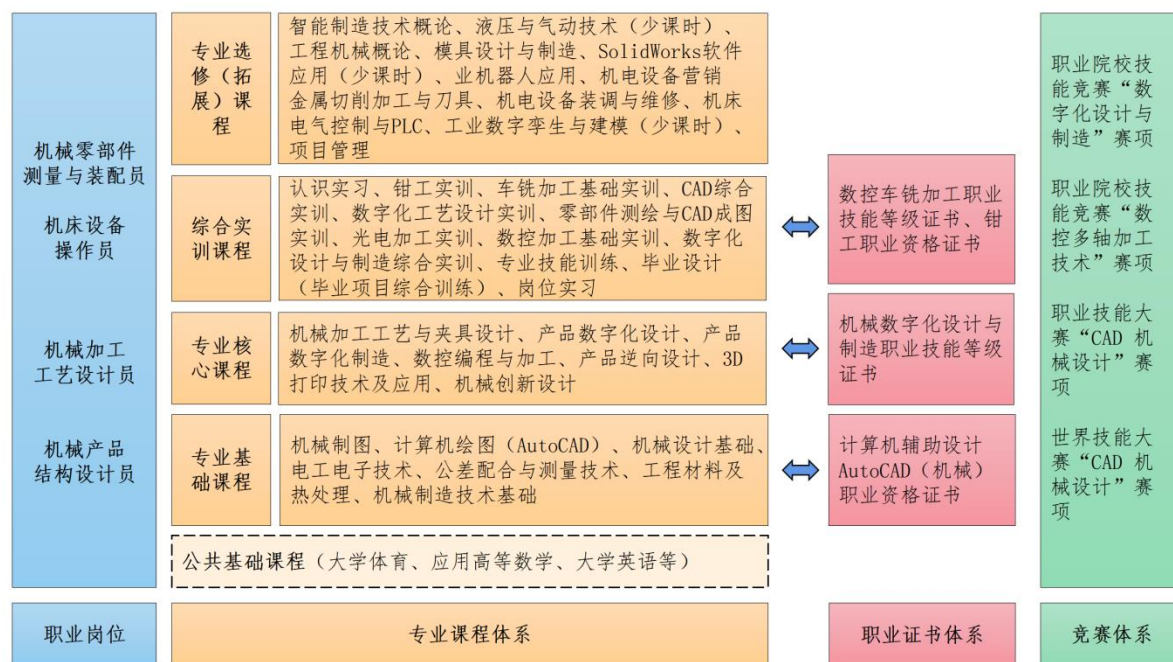 机械零部件
测量与装配员
机床设备
操作员
机械加工
工艺设计员
机械产品
结构设计员
专业选
修（拓
展）课
程
智能制造技术概论、液压与气动技术（少课时）、
工程机械概论、模具设计与制造、SolidWorks软件
应用（少课时）、业机器人应用、机电设备营销
金属切削加工与刀具、机电设备装调与维修、机床
电气控制与PLC、工业数字孪生与建模（少课时）、
项目管理
综合实
训课程
认识实习、钳工实训、车铣加工基础实训、CAD综合
实训、数字化工艺设计实训、零部件测绘与CAD成图
实训、光电加工实训、数控加工基础实训、数字化
设计与制造综合实训、专业技能训练、毕业设计
（毕业项目综合训练）、岗位实习
专业核
心课程
机械加工工艺与夹具设计、产品数字化设计、产品
数字化制造、数控编程与加工、产品逆向设计、3D
打印技术及应用、机械创新设计
专业基
础课程
机械制图、计算机绘图（AutoCAD）、机械设计基础、
电工电子技术、公差配合与测量技术、工程材料及
热处理、机械制造技术基础
公共基础课程（大学体育、应用高等数学、大学英语等）
数控车铣加工职业
技能等级证书、钳
工职业资格证书
机械数字化设计与
制造职业技能等级
证书
计算机辅助设计
AutoCAD（机械）
职业资格证书
职业院校技
能竞赛“数
字化设计与
制造”赛项
职业院校技
能竞赛“数
控多轴加工
技术”赛项
职业技能大
赛“CAD 机
械设计”赛
项
世界技能大
赛“CAD 机
械设计”赛
项
职业岗位
专业课程体系
职业证书体系
竞赛体系